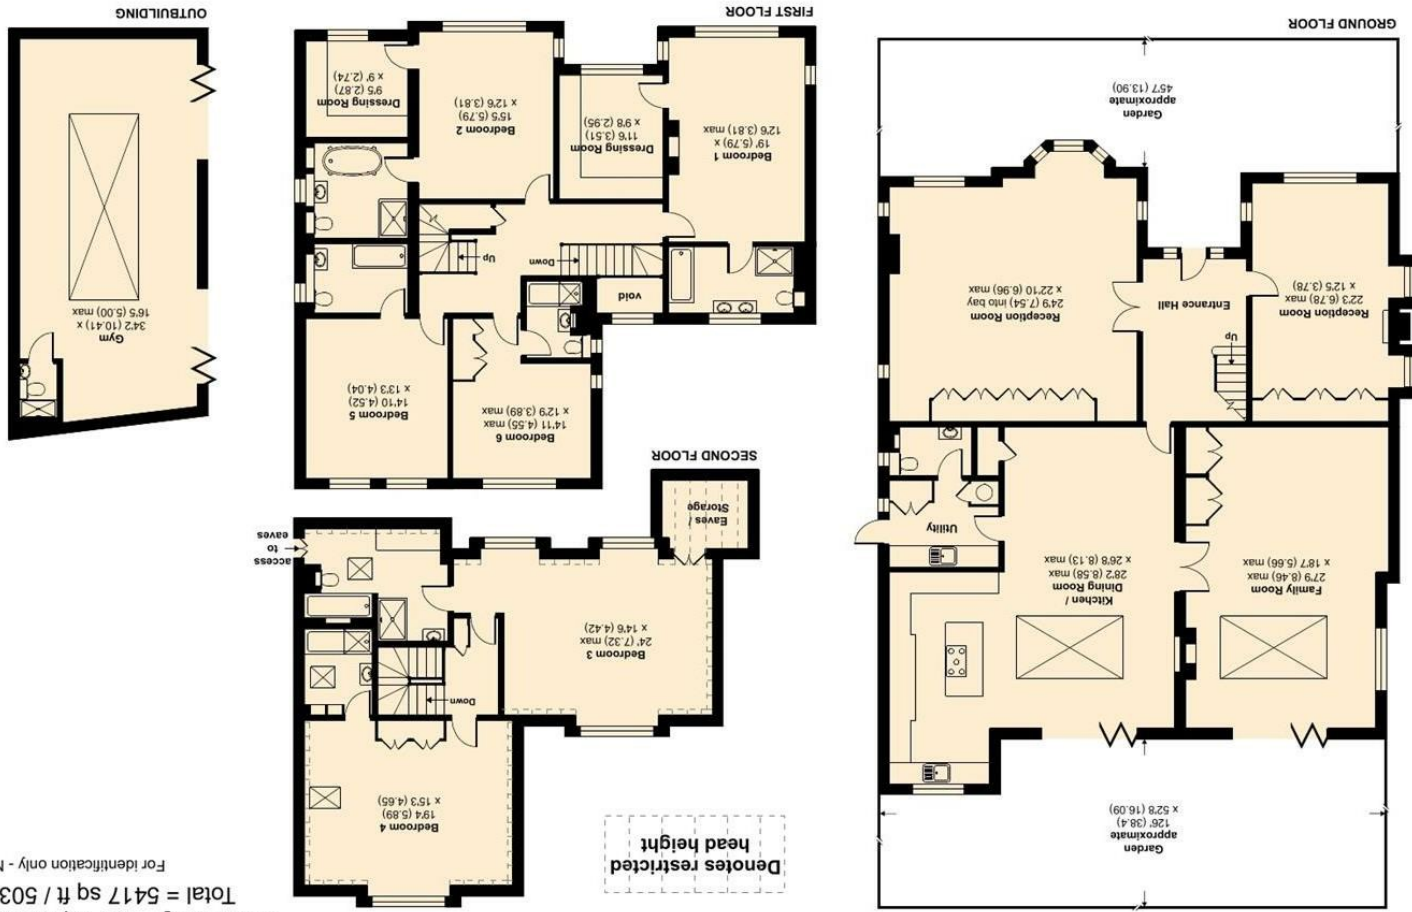 Total = 5417 sq ft / 503
For identification only - N
Denotes restricted
head height
Garden
approximate
126' (38.4)
x 52'8 (16.09)
Family Room
27'9 (8.46) max
x 18'7 (5.66) max
Kitchen /
Dining Room
28'2 (8.58) max
x 26'8 (8.13) max
Utility
Reception Room
22'3 (6.78) max
x 12'5 (3.78)
Up
Entrance Hall
Reception Room
24'9 (7.54) into bay
x 22'10 (6.96) max
Garden
approximate
45'7 (13.90)
GROUND FLOOR
Bedroom 4
19'4 (5.89)
x 15'3 (4.65)
Down
Bedroom 3
24' (7.32) max
x 14'6 (4.42)
access
to
eaves
Eaves /
Storage
SECOND FLOOR
Bedroom 6
14'11 (4.55) max
x 12'9 (3.89) max
Bedroom 5
14'10 (4.52)
x 13'3 (4.04)
void
Down
Up
Bedroom 1
19' (5.79) x
12'6 (3.81) max
Dressing Room
11'6 (3.51)
x 9'8 (2.95)
Bedroom 2
15'5 (5.79)
x 12'6 (3.81)
Dressing Room
9'5 (2.87)
x 9' (2.74)
FIRST FLOOR
Gym
34'2 (10.41) x
16'5 (5.00) max
OUTBUILDING